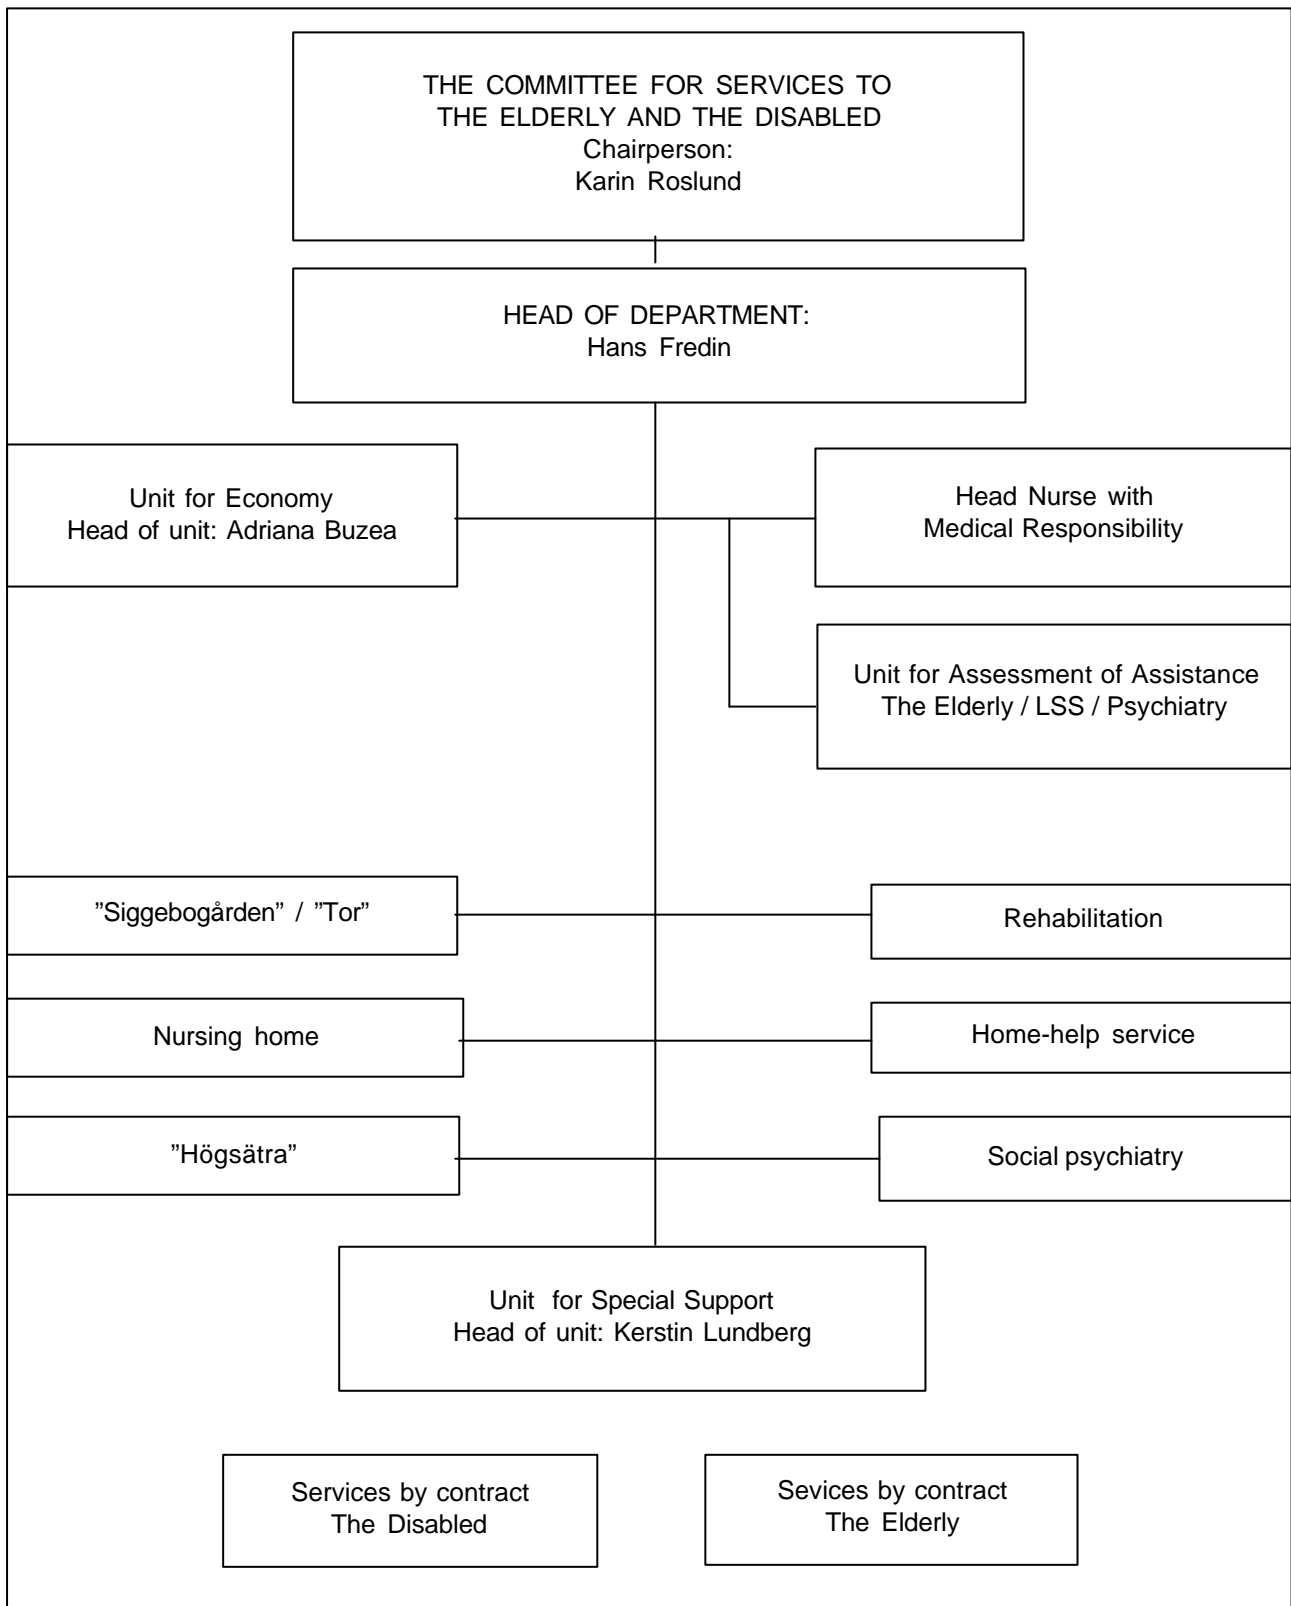 THE COMMITTEE FOR SERVICES TO
THE ELDERLY AND THE DISABLED
Chairperson:
Karin Roslund
HEAD OF DEPARTMENT:
Hans Fredin
Unit for Economy
Head of unit: Adriana Buzea
Head Nurse with
Medical Responsibility
Unit for Assessment of Assistance
The Elderly / LSS / Psychiatry
”Siggebogården” / ”Tor”
Rehabilitation
Nursing home
Home-help service
”Högsätra”
Social psychiatry
Unit for Special Support
Head of unit: Kerstin Lundberg
Services by contract
The Disabled
Sevices by contract
The Elderly